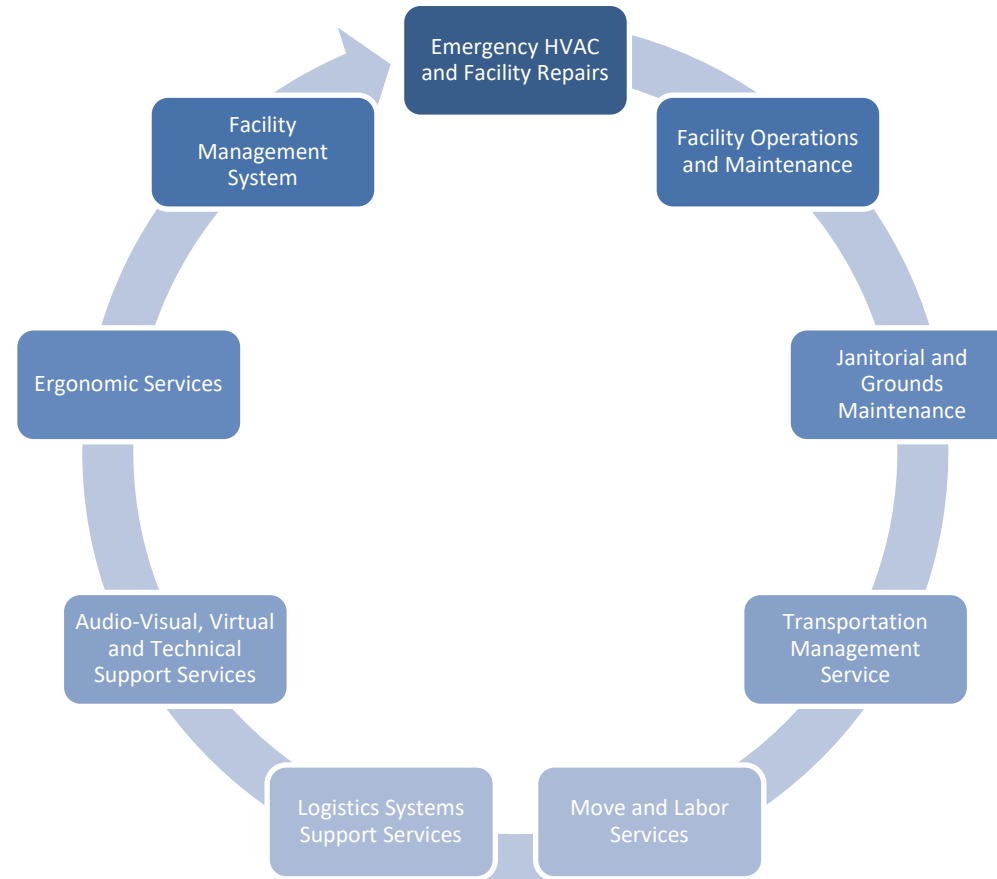 Emergency HVAC
and Facility Repairs
Facility Operations
and Maintenance
Janitorial and
Grounds
Maintenance
Transportation
Management
Service
Move and Labor
Services
Logistics Systems
Support Services
Audio-Visual, Virtual
and Technical
Support Services
Ergonomic Services
Facility
Management
System